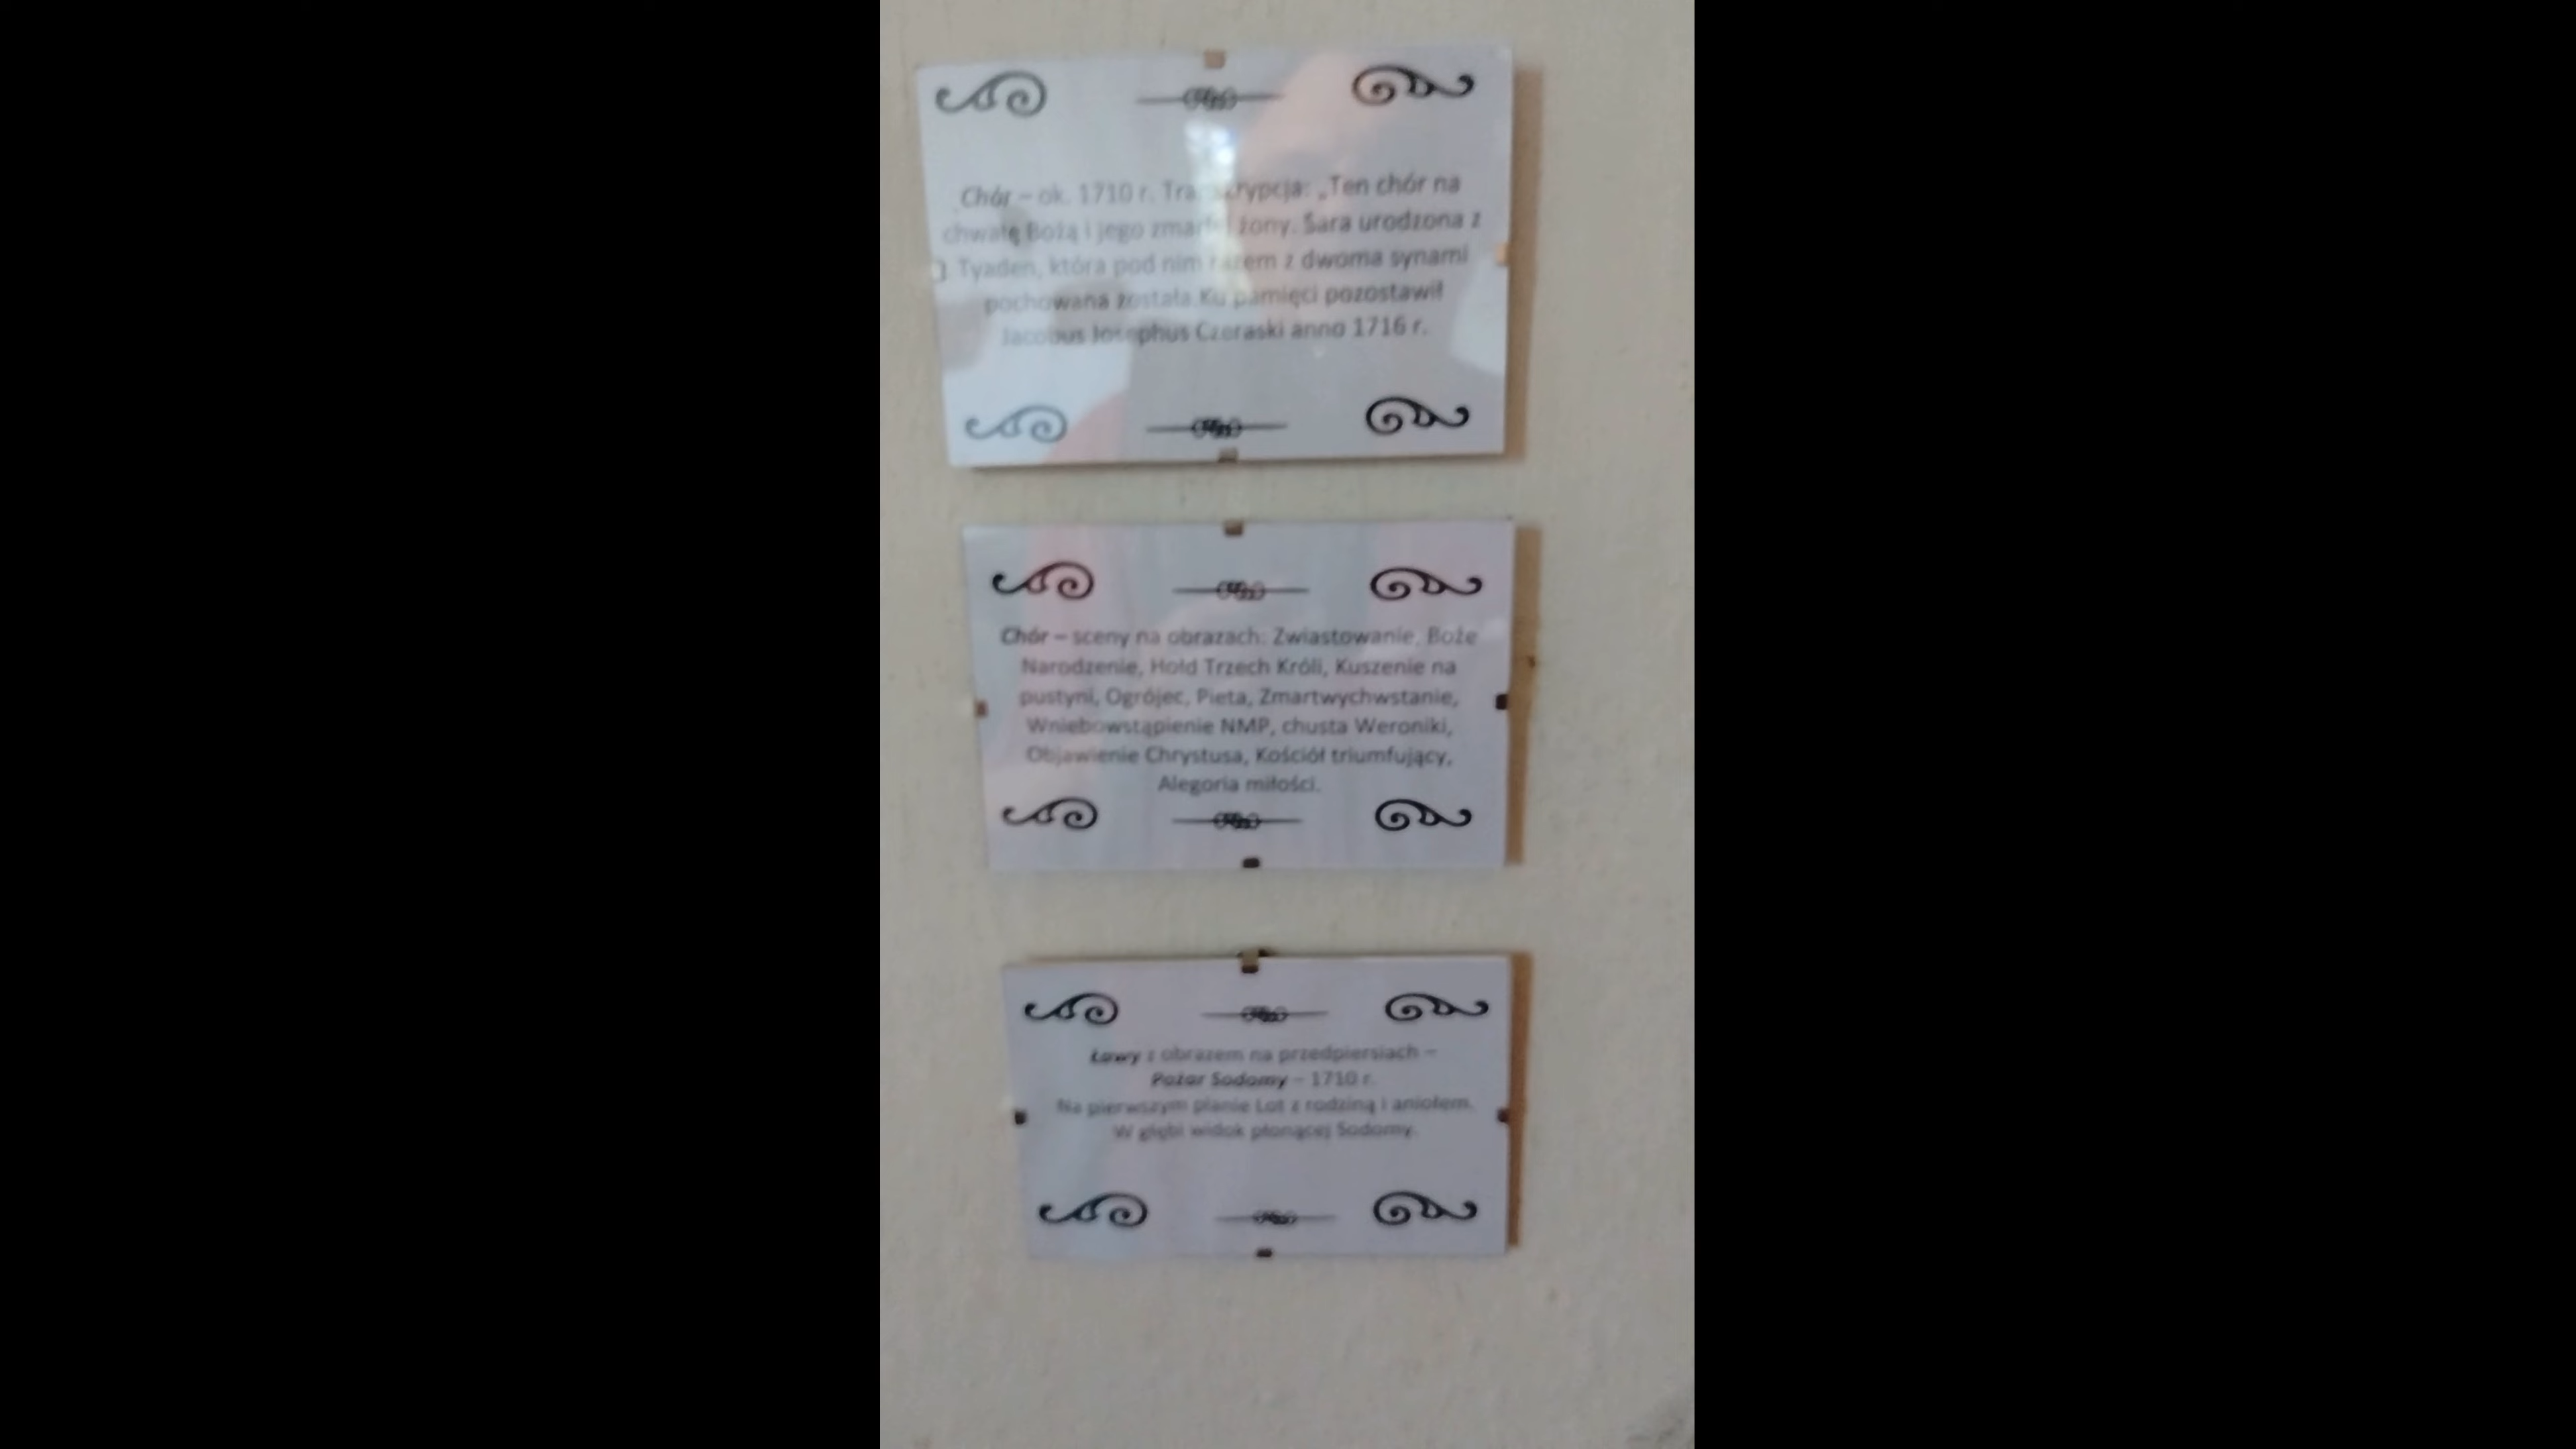 Chór – ok. 1710 r. Transkrypcja: „Ten chór na
chwałę Bożą i jego zmarłej żony. Sara urodzona z
Tyaden, która pod nim razem z dwoma synami
pochowana została.Ku pamięci pozostawił
Jacobus Josephus Czeraski anno 1716 r.
Chór – sceny na obrazach: Zwiastowanie, Boże
Narodzenie, Hołd Trzech Króli, Kuszenie na
pustyni, Ogrójec, Pieta, Zmartwychwstanie,
Wniebowstąpienie NMP, chusta Weroniki,
Objawienie Chrystusa, Kościół triumfujący,
Alegoria miłości.
Ławy z obrazem na przedpiersiach –
Pożar Sodomy – 1710 r.
Na pierwszym planie Lot z rodziną i aniołem.
W głębi widok płonącej Sodomy.